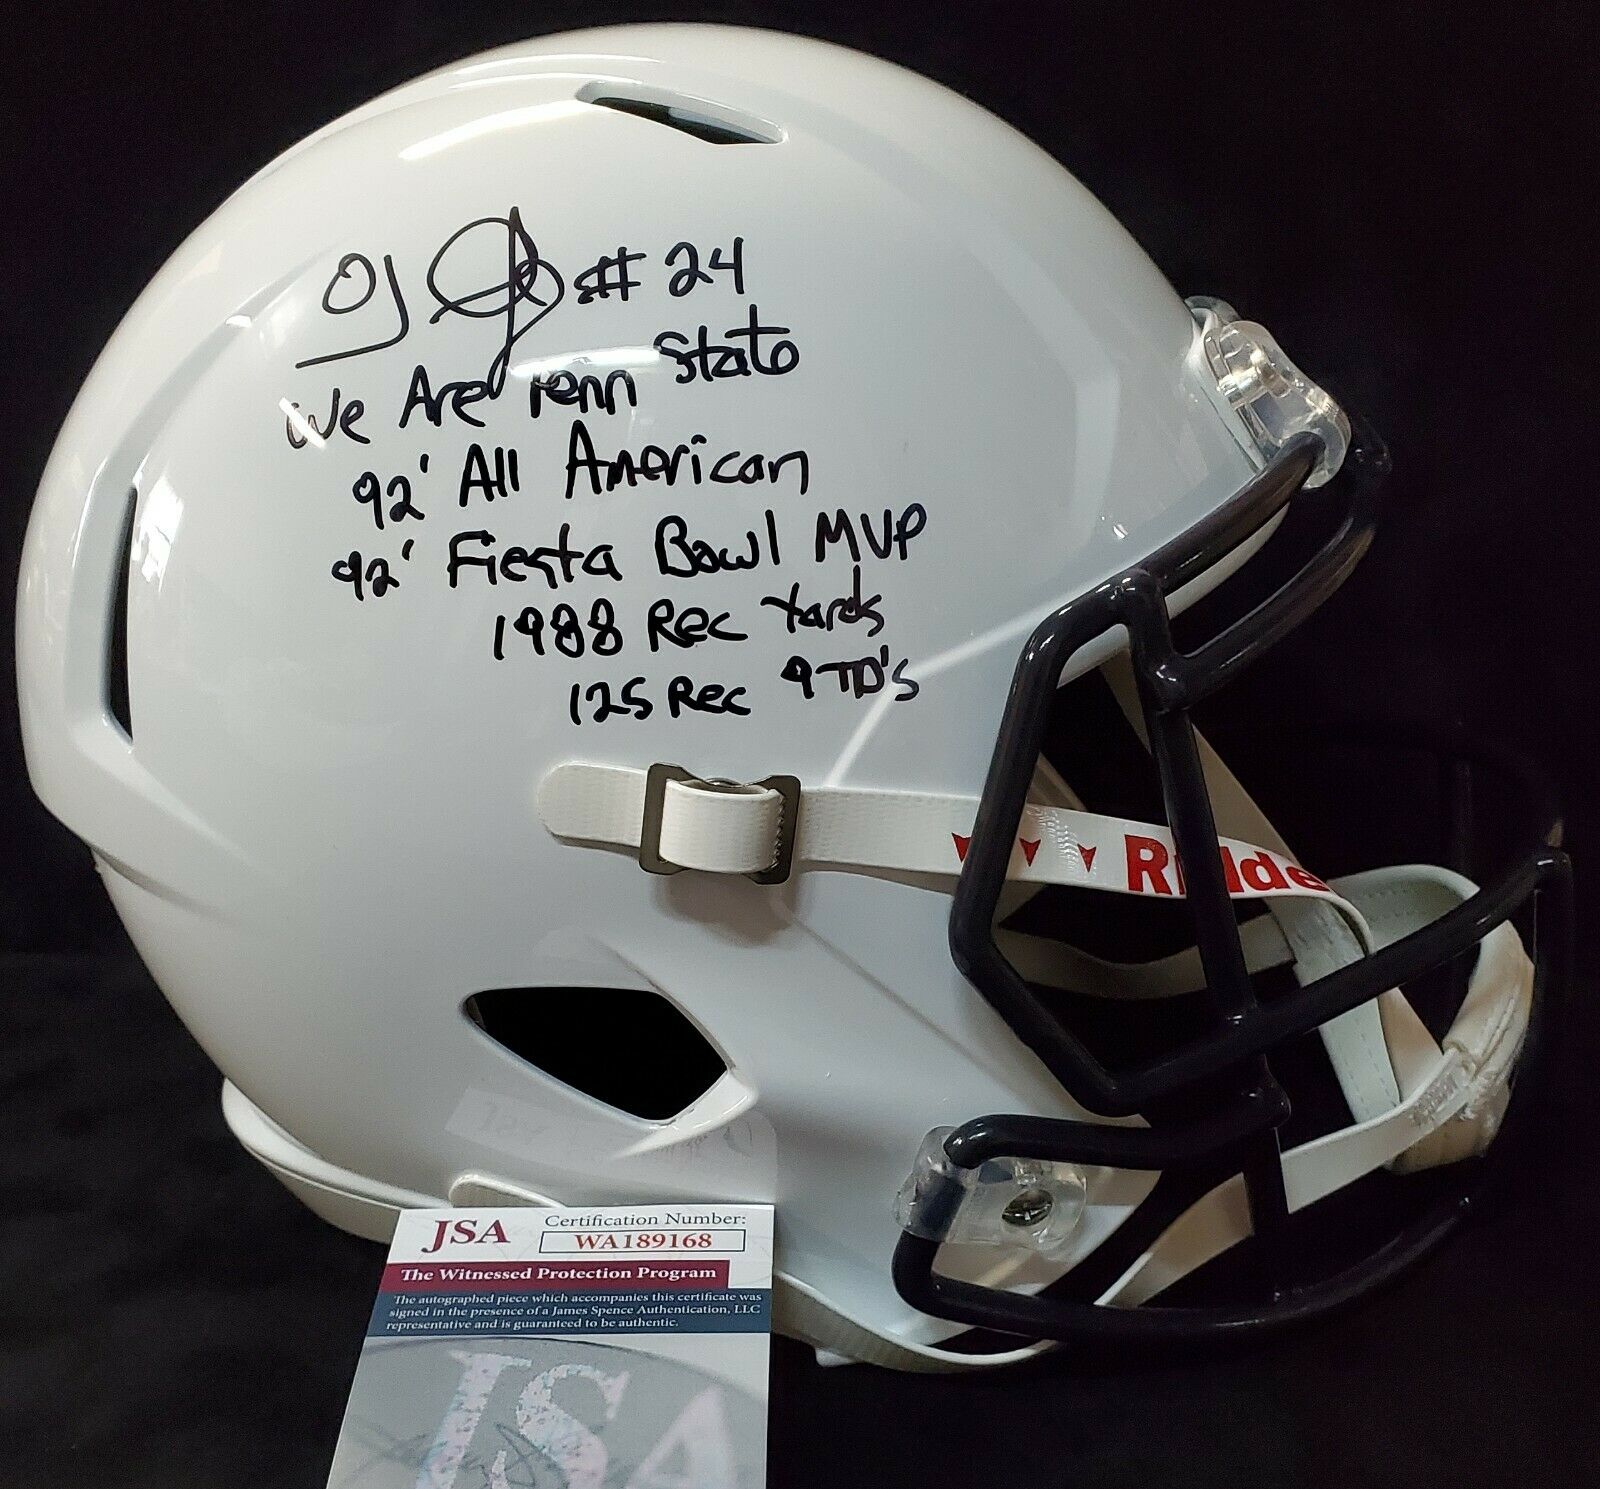 OJ #24
We Are Penn State
92' All American
92' Fiesta Bowl MVP
1988 Rec Yards
125 Rec 9 TD's
Ridde
JSA
Certification Number:
WA189168
The Witnessed Protection Program
The autographed piece which accompanies this certificate was
signed in the presence of a James Spence Authentication, LLC
representative and is guaranteed to be authentic.
JSA